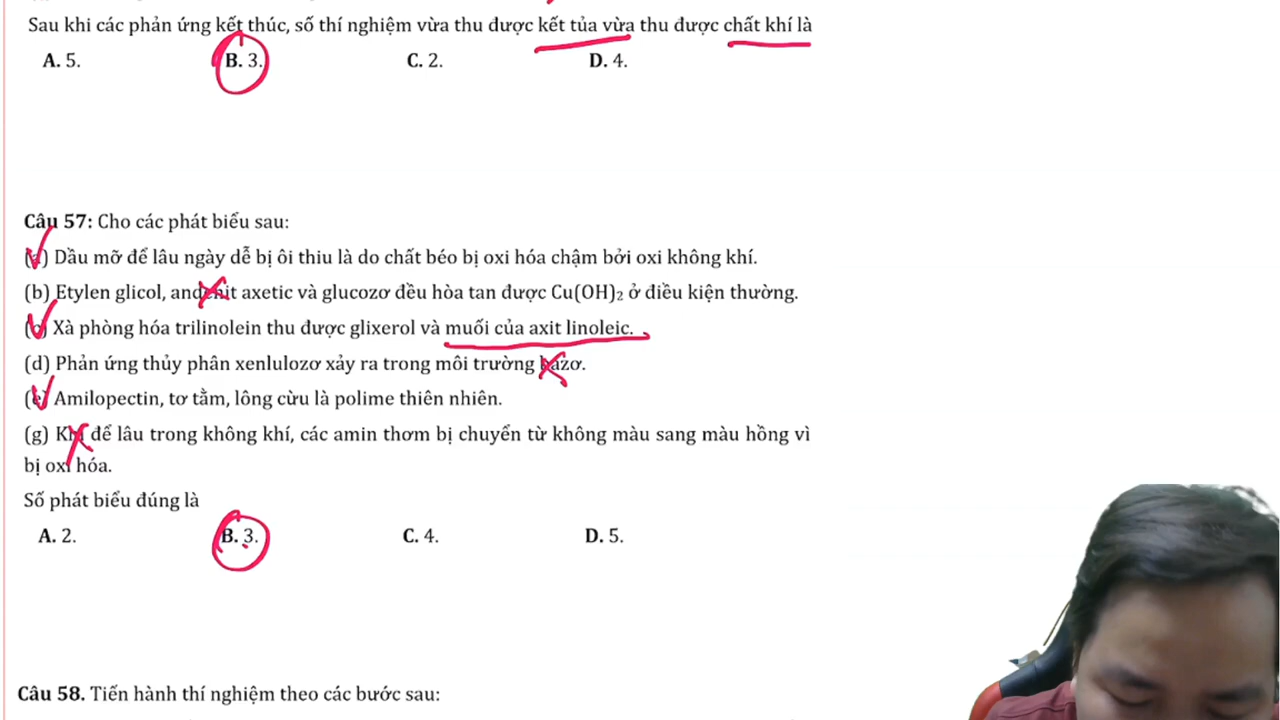 Sau khi các phản ứng kết thúc, số thí nghiệm vừa thu được kết tủa vừa thu được chất khí là
A. 5. B. 3. C. 2. D. 4.
Câu 57: Cho các phát biểu sau:
(a) Dầu mỡ để lâu ngày dễ bị ôi thiu là do chất béo bị oxi hóa chậm bởi oxi không khí.
(b) Etylen glicol, anđehit axetic và glucozơ đều hòa tan được Cu(OH)₂ ở điều kiện thường.
(c) Xà phòng hóa trilinolein thu được glixerol và muối của axit linoleic.
(d) Phản ứng thủy phân xenlulozơ xảy ra trong môi trường bazơ.
(e) Amilopectin, tơ tằm, lông cừu là polime thiên nhiên.
(g) Khi để lâu trong không khí, các amin thơm bị chuyển từ không màu sang màu hồng vì
bị oxi hóa.
Số phát biểu đúng là
A. 2. B. 3. C. 4. D. 5.
Câu 58. Tiến hành thí nghiệm theo các bước sau: